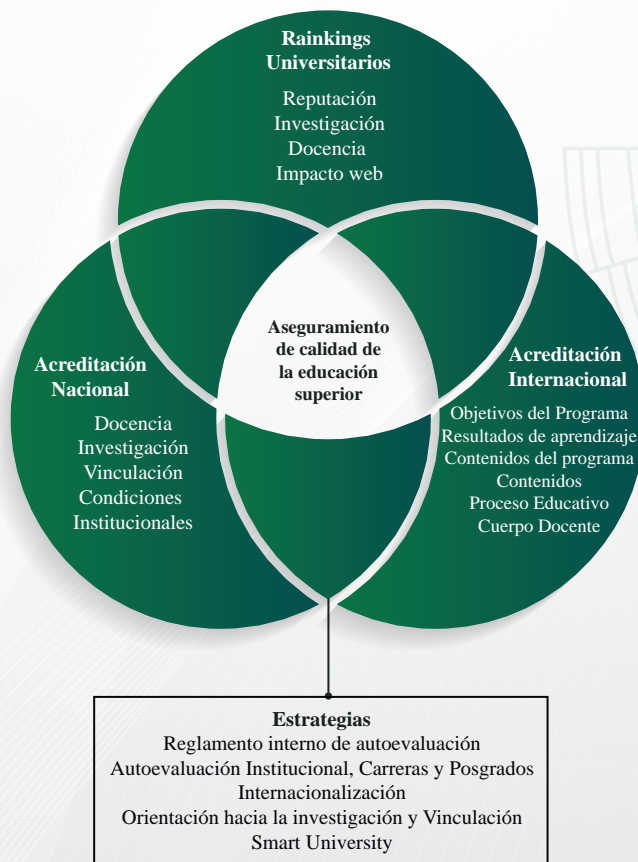 Rainkings
Universitarios
Reputación
Investigación
Docencia
Impacto web
Aseguramiento
de calidad de
la educación
superior
Acreditación
Nacional
Docencia
Investigación
Vinculación
Condiciones
Institucionales
Acreditación
Internacional
Objetivos del Programa
Resultados de aprendizaje
Contenidos del programa
Contenidos
Proceso Educativo
Cuerpo Docente
Estrategias
Reglamento interno de autoevaluación
Autoevaluación Institucional, Carreras y Posgrados
Internacionalización
Orientación hacia la investigación y Vinculación
Smart University